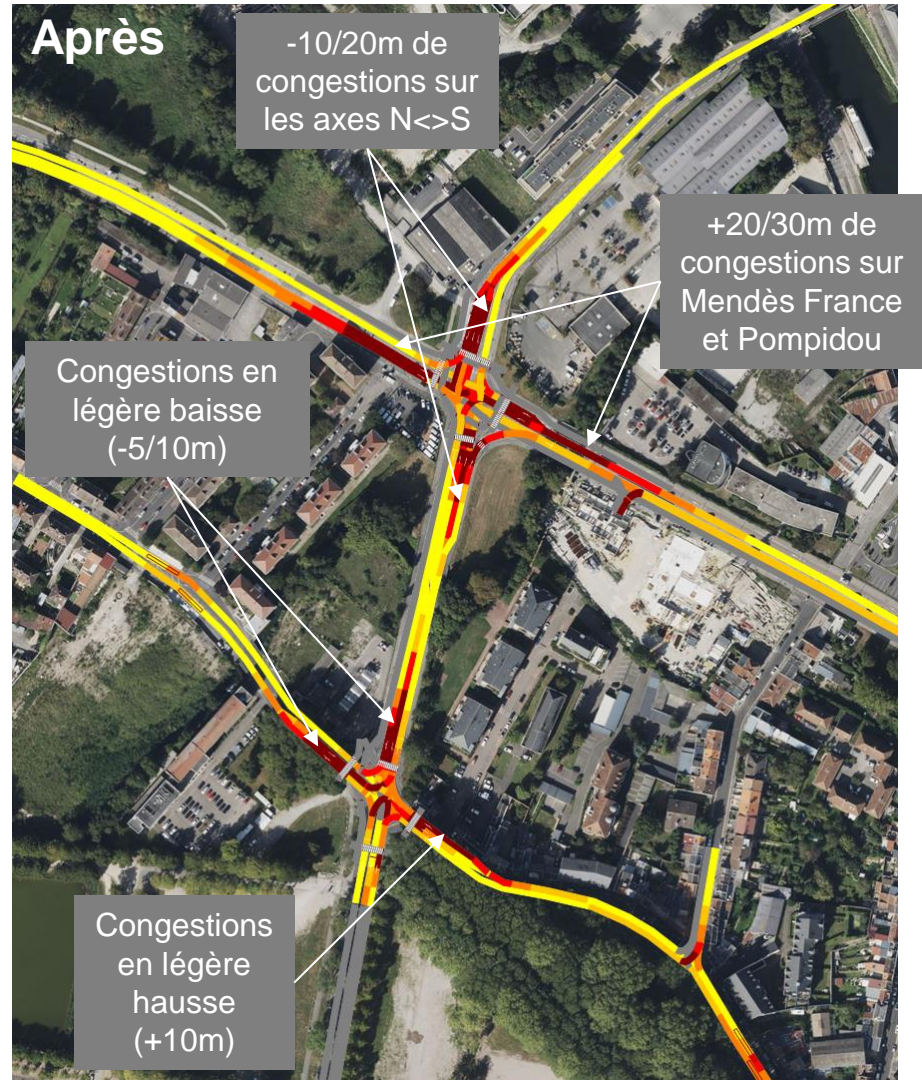 Après
-10/20m de
congestions sur
les axes N<>S
+20/30m de
congestions sur
Mendès France
et Pompidou
Congestions en
légère baisse
(-5/10m)
Congestions
en légère
hausse
(+10m)